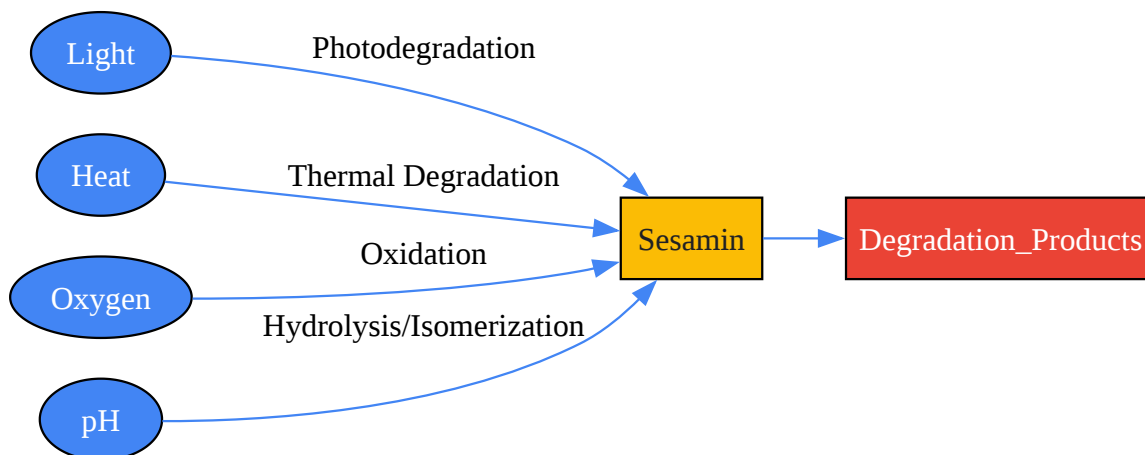 Light
Photodegradation
Heat
Thermal Degradation
Oxygen
Oxidation
pH
Hydrolysis/Isomerization
Sesamin
Degradation_Products